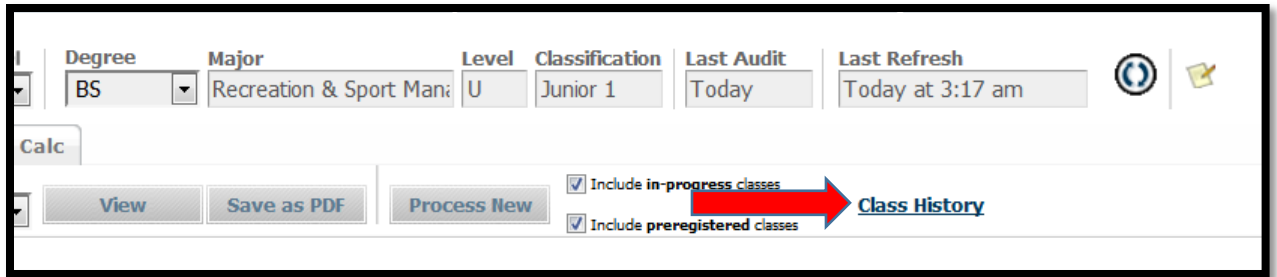 Degree Major Level Classification Last Audit Last Refresh
BS Recreation & Sport Mana U Junior 1 Today Today at 3:17 am
Calc
Include in-progress classes
View Save as PDF Process New Class History
Include preregistered classes